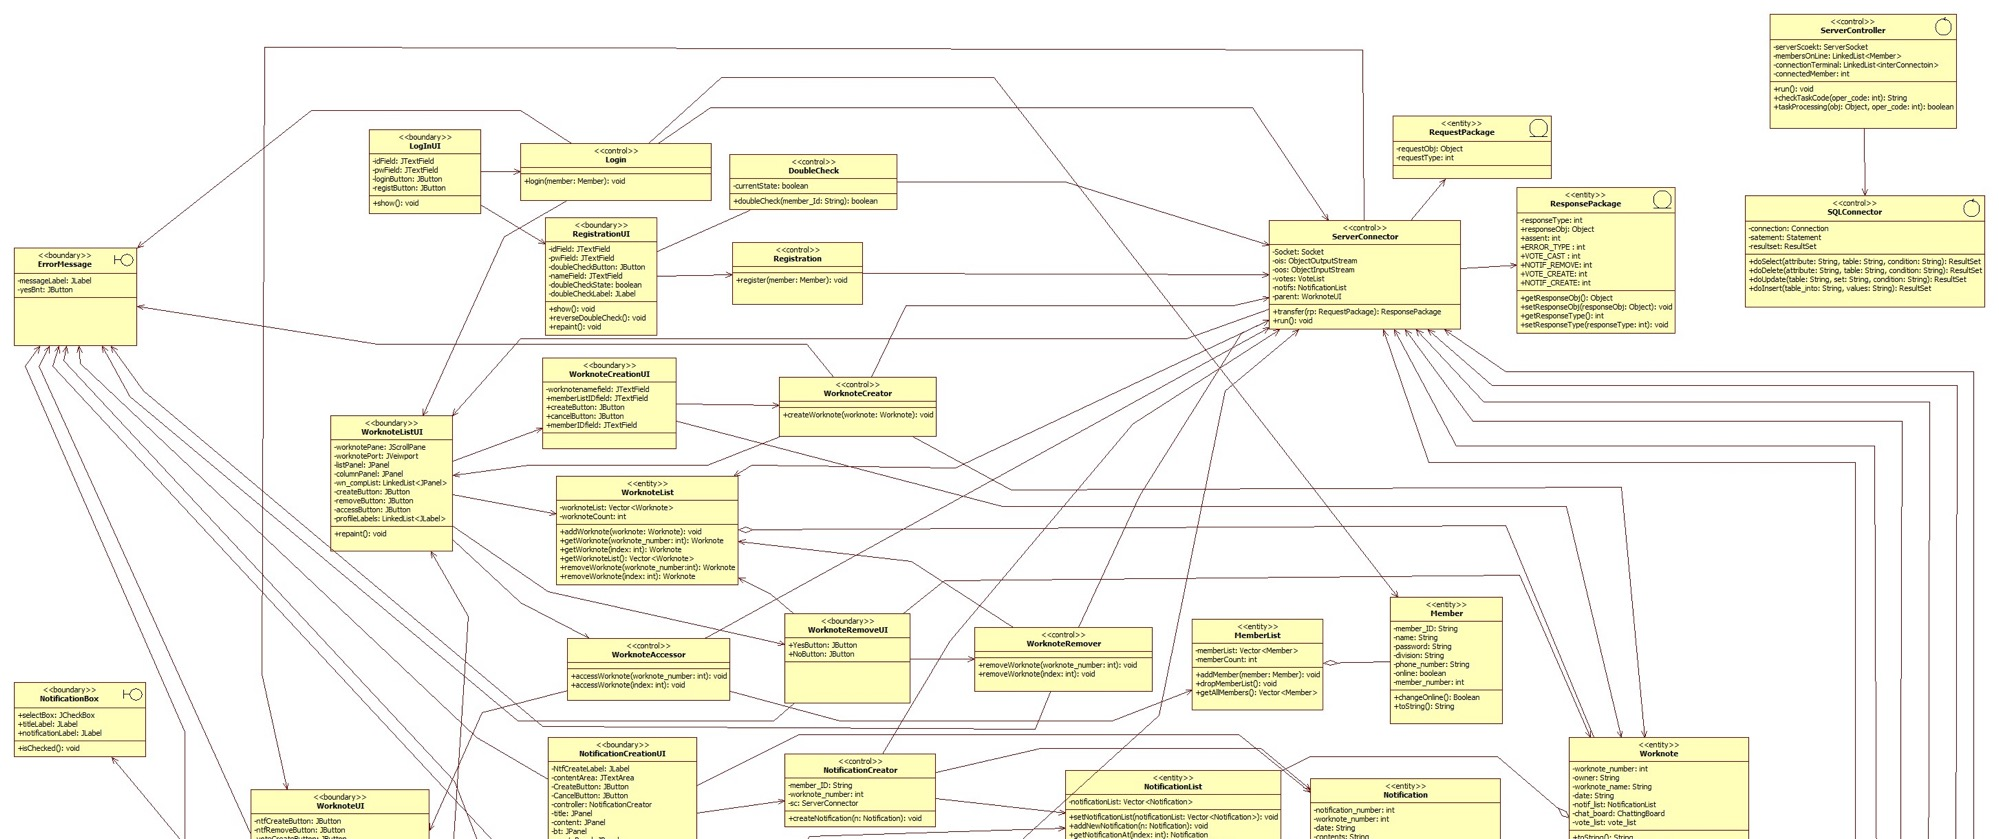 <<control>>
ServerController
-serverScoekt: ServerSocket
-membersOnLine: LinkedList<Member>
-connectionTerminal: LinkedList<interConnectoin>
-connectedMember: int
+run(): void
+checkTaskCode(oper_code: int): String
+taskProcessing(obj: Object, oper_code: int): boolean
<<boundary>>
LogInUI
-idField: JTextField
-pwField: JTextField
-loginButton: JButton
-registButton: JButton
+show(): void
<<control>>
Login
+login(member: Member): void
<<control>>
DoubleCheck
-currentState: boolean
+doubleCheck(member_Id: String): boolean
<<entity>>
RequestPackage
-requestObj: Object
-requestType: int
<<entity>>
ResponsePackage
-responseType: int
-responseObj: Object
+assent: int
+ERROR_TYPE : int
+VOTE_CAST : int
+NOTIF_REMOVE: int
+VOTE_CREATE: int
+NOTIF_CREATE: int
+getResponseObj(): Object
+setResponseObj(responseObj: Object): void
+getResponseType(): int
+setResponseType(responseType: int): void
<<control>>
SQLConnector
-connection: Connection
-satement: Statement
-resultset: ResultSet
+doSelect(attribute: String, table: String, condition: String): ResultSet
+doDelete(attribute: String, table: String, condition: String): ResultSet
+doUpdate(table: String, set: String, condition: String): ResultSet
+doInsert(table_into: String, values: String): ResultSet
<<boundary>>
RegistrationUI
-idField: JTextField
-pwField: JTextField
-doubleCheckButton: JButton
-nameField: JTextField
-doubleCheckState: boolean
-doubleCheckLabel: JLabel
+show(): void
+reverseDoubleCheck(): void
+repaint(): void
<<control>>
Registration
+register(member: Member): void
<<control>>
ServerConnector
-Socket: Socket
-ois: ObjectOutputStream
-oos: ObjectInputStream
-votes: VoteList
-notifs: NotificationList
-parent: WorknoteUI
+transfer(rp: RequestPackage): ResponsePackage
+run(): void
<<boundary>>
ErrorMessage
-messageLabel: JLabel
-yesBnt: JButton
<<boundary>>
WorknoteCreationUI
-worknotenamefield: JTextField
+memberListIDfield: JTextField
+createButton: JButton
+cancelButton: JButton
+memberIDfield: JTextField
<<control>>
WorknoteCreator
+createWorknote(worknote: Worknote): void
<<boundary>>
WorknoteListUI
-worknotePane: JScrollPane
-worknotePort: JVeiwport
-listPanel: JPanel
-columnPanel: JPanel
-wn_compList: LinkedList<JPanel>
-createButton: JButton
-removeButton: JButton
-accessButton: JButton
-profileLabels: LinkedList<JLabel>
+repaint(): void
<<entity>>
WorknoteList
-worknoteList: Vector<Worknote>
-worknoteCount: int
+addWorknote(worknote: Worknote): void
+getWorknote(worknote_number: int): Worknote
+getWorknote(index: int): Worknote
+getWorknoteList(): Vector<Worknote>
+removeWorknote(worknote_number:int): Worknote
+removeWorknote(index: int): Worknote
<<control>>
WorknoteAccessor
+accessWorknote(worknote_number: int): void
+accessWorknote(index: int): void
<<boundary>>
WorknoteRemoveUI
+YesButton: JButton
+NoButton: JButton
<<control>>
WorknoteRemover
+removeWorknote(worknote_number: int): void
+removeWorknote(index: int): void
<<entity>>
MemberList
-memberList: Vector<Member>
-memberCount: int
+addMember(member: Member): void
+dropMemberList(): void
+getAllMembers(): Vector<Member>
<<entity>>
Member
-member_ID: String
-name: String
-password: String
-division: String
-phone_number: String
-online: boolean
-member_number: int
+changeOnline(): Boolean
+toString(): String
<<boundary>>
NotificationBox
+selectBox: JCheckBox
+titleLabel: JLabel
+notificationLabel: JLabel
+isChecked(): void
<<boundary>>
WorknoteUI
-ntfCreateButton: JButton
-ntfRemoveButton: JButton
<<boundary>>
NotificationCreationUI
-NtfCreateLabel: JLabel
-contentArea: JTextArea
-CreateButton: JButton
-CancelButton: JButton
-controller: NotificationCreator
-title: JPanel
-content: JPanel
-bt: JPanel
<<control>>
NotificationCreator
-member_ID: String
-worknote_number: int
-sc: ServerConnector
+createNotification(n: Notification): void
<<entity>>
NotificationList
-notificationList: Vector<Notification>
+setNotificationList(notificationList: Vector<Notification>): void
+addNewNotification(n: Notification): void
+getNotificationAt(index: int): Notification
<<entity>>
Notification
-notification_number: int
-worknote_number: int
-date: String
-contents: String
<<entity>>
Worknote
-worknote_number: int
-owner: String
-worknote_name: String
-date: String
-notif_list: NotificationList
-chat_board: ChattingBoard
-vote_list: vote_list
+toString(): String